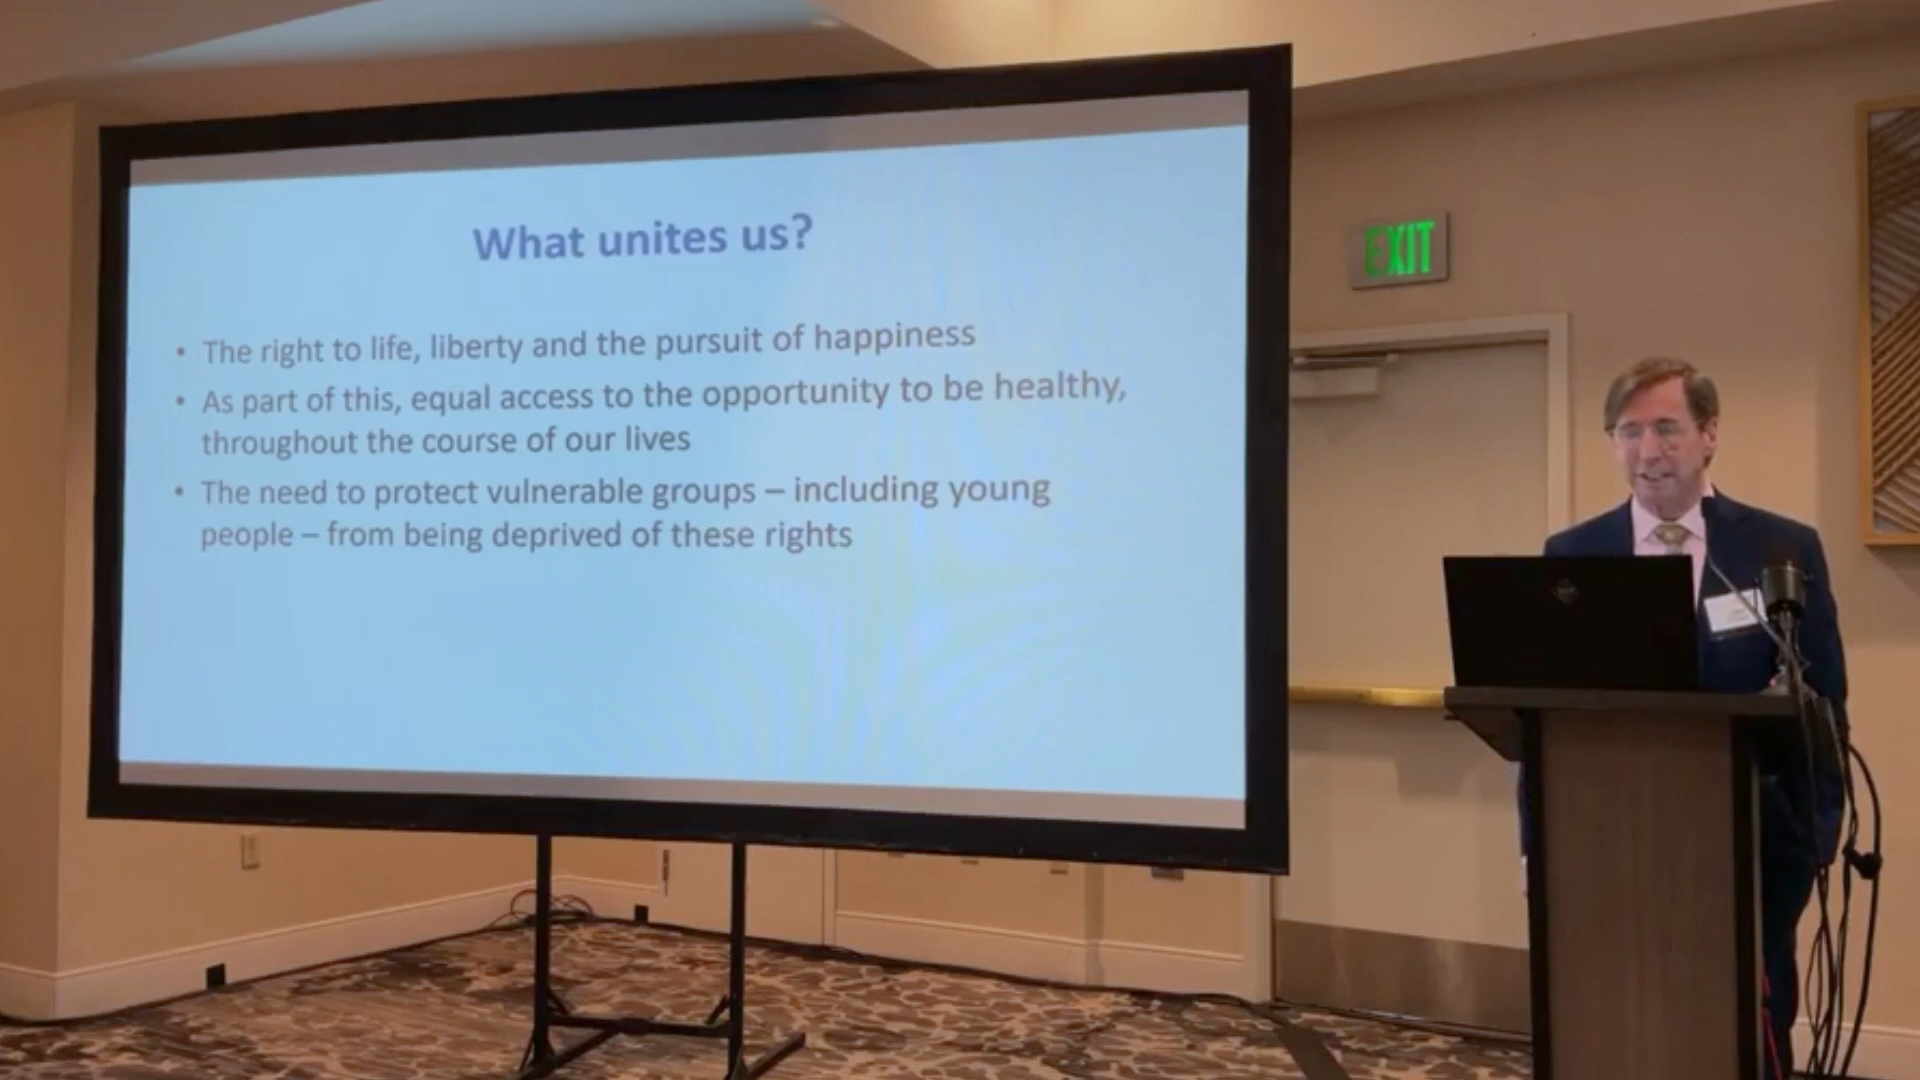 What unites us?
• The right to life, liberty and the pursuit of happiness
• As part of this, equal access to the opportunity to be healthy,
throughout the course of our lives
• The need to protect vulnerable groups – including young
people – from being deprived of these rights
EXIT